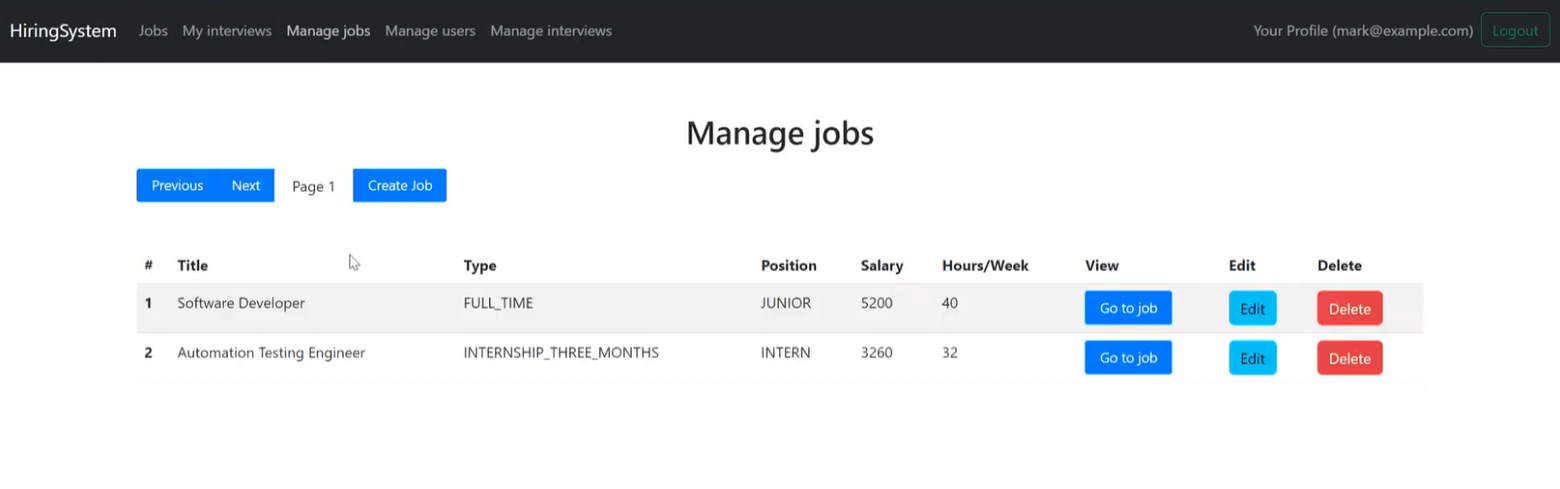 HiringSystem Jobs My interviews Manage jobs Manage users Manage interviews Your Profile (mark@example.com) Logout
Manage jobs
Previous Next Page 1 Create Job
# Title Type Position Salary Hours/Week View Edit Delete
1 Software Developer FULL_TIME JUNIOR 5200 40 Go to job Edit Delete
2 Automation Testing Engineer INTERNSHIP_THREE_MONTHS INTERN 3260 32 Go to job Edit Delete